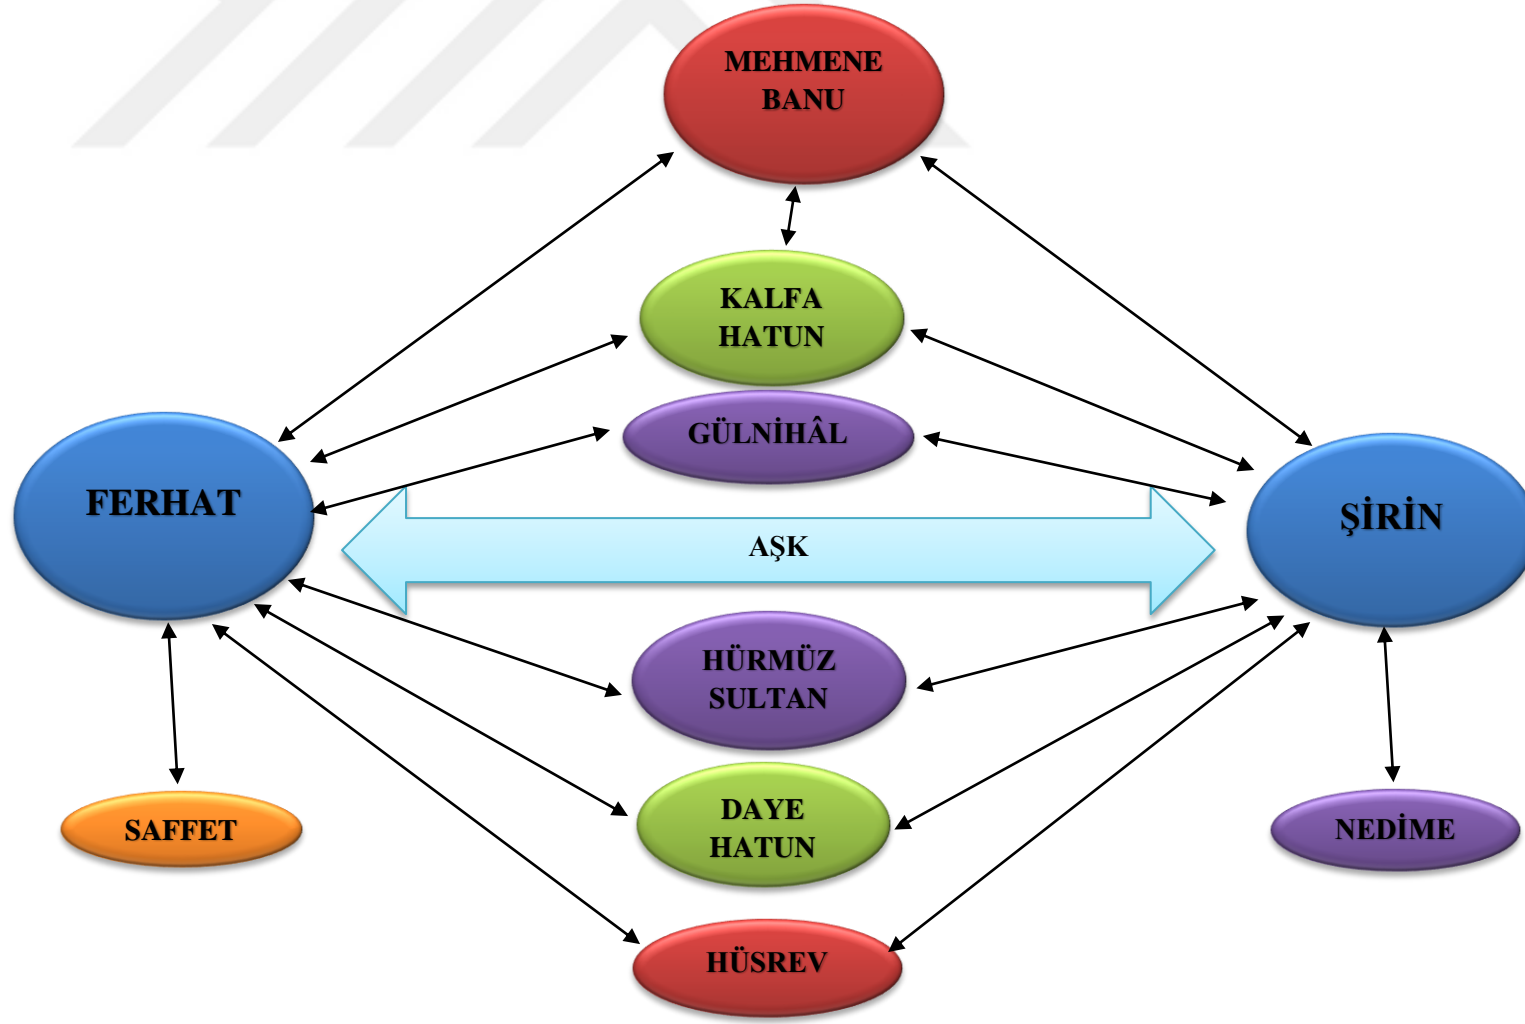 MEHMENE
BANU
KALFA
HATUN
GÜLNİHÂL
FERHAT
ŞİRİN
AŞK
HÜRMÜZ
SULTAN
DAYE
HATUN
SAFFET
NEDİME
HÜSREV